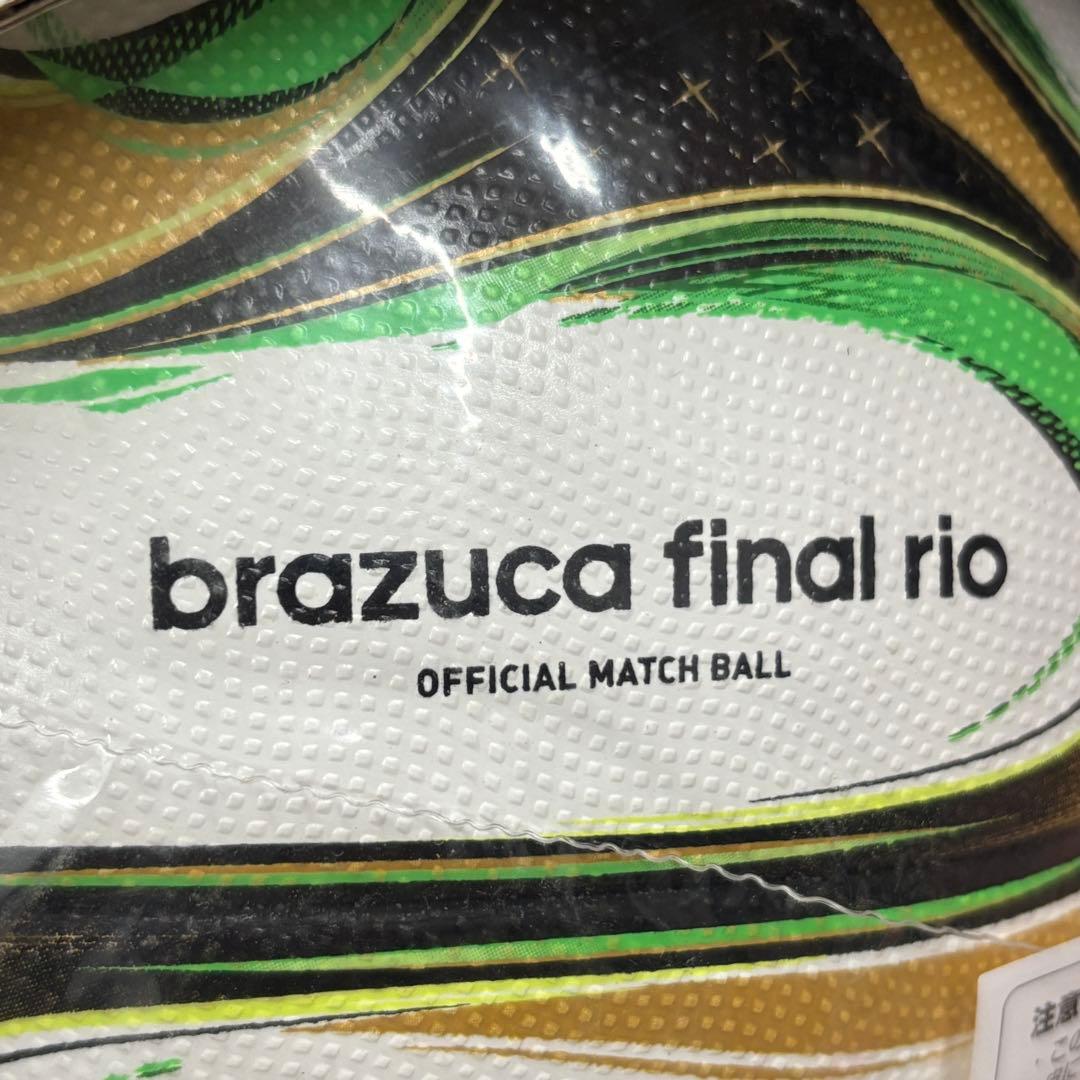 brazuca final rio
OFFICIAL MATCH BALL
注意